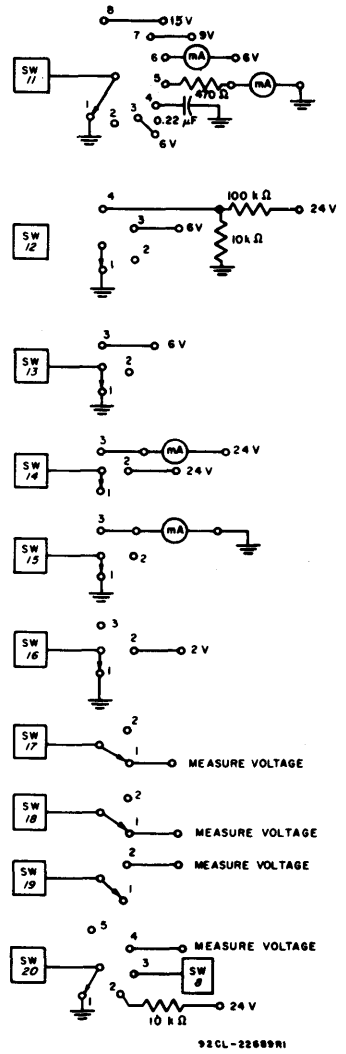 8 15V
7 9V
6 mA 6V
SW 11
5 470 Ω mA
4 0.22 µF
1 2 3
6V
4 100 kΩ 24V
SW 12
3 6V
10kΩ
1 2
3 6 V
SW 13
1 2
3 mA 24V
SW 14
2 24V
1
3 mA
SW 15
1 2
3
SW 16
2 2 V
1
2
SW 17
1 MEASURE VOLTAGE
2
SW 18
1 MEASURE VOLTAGE
2 MEASURE VOLTAGE
SW 19
1
5
4 MEASURE VOLTAGE
SW 20
3 SW 8
1 2 10 kΩ 24V
92CL-22689R1